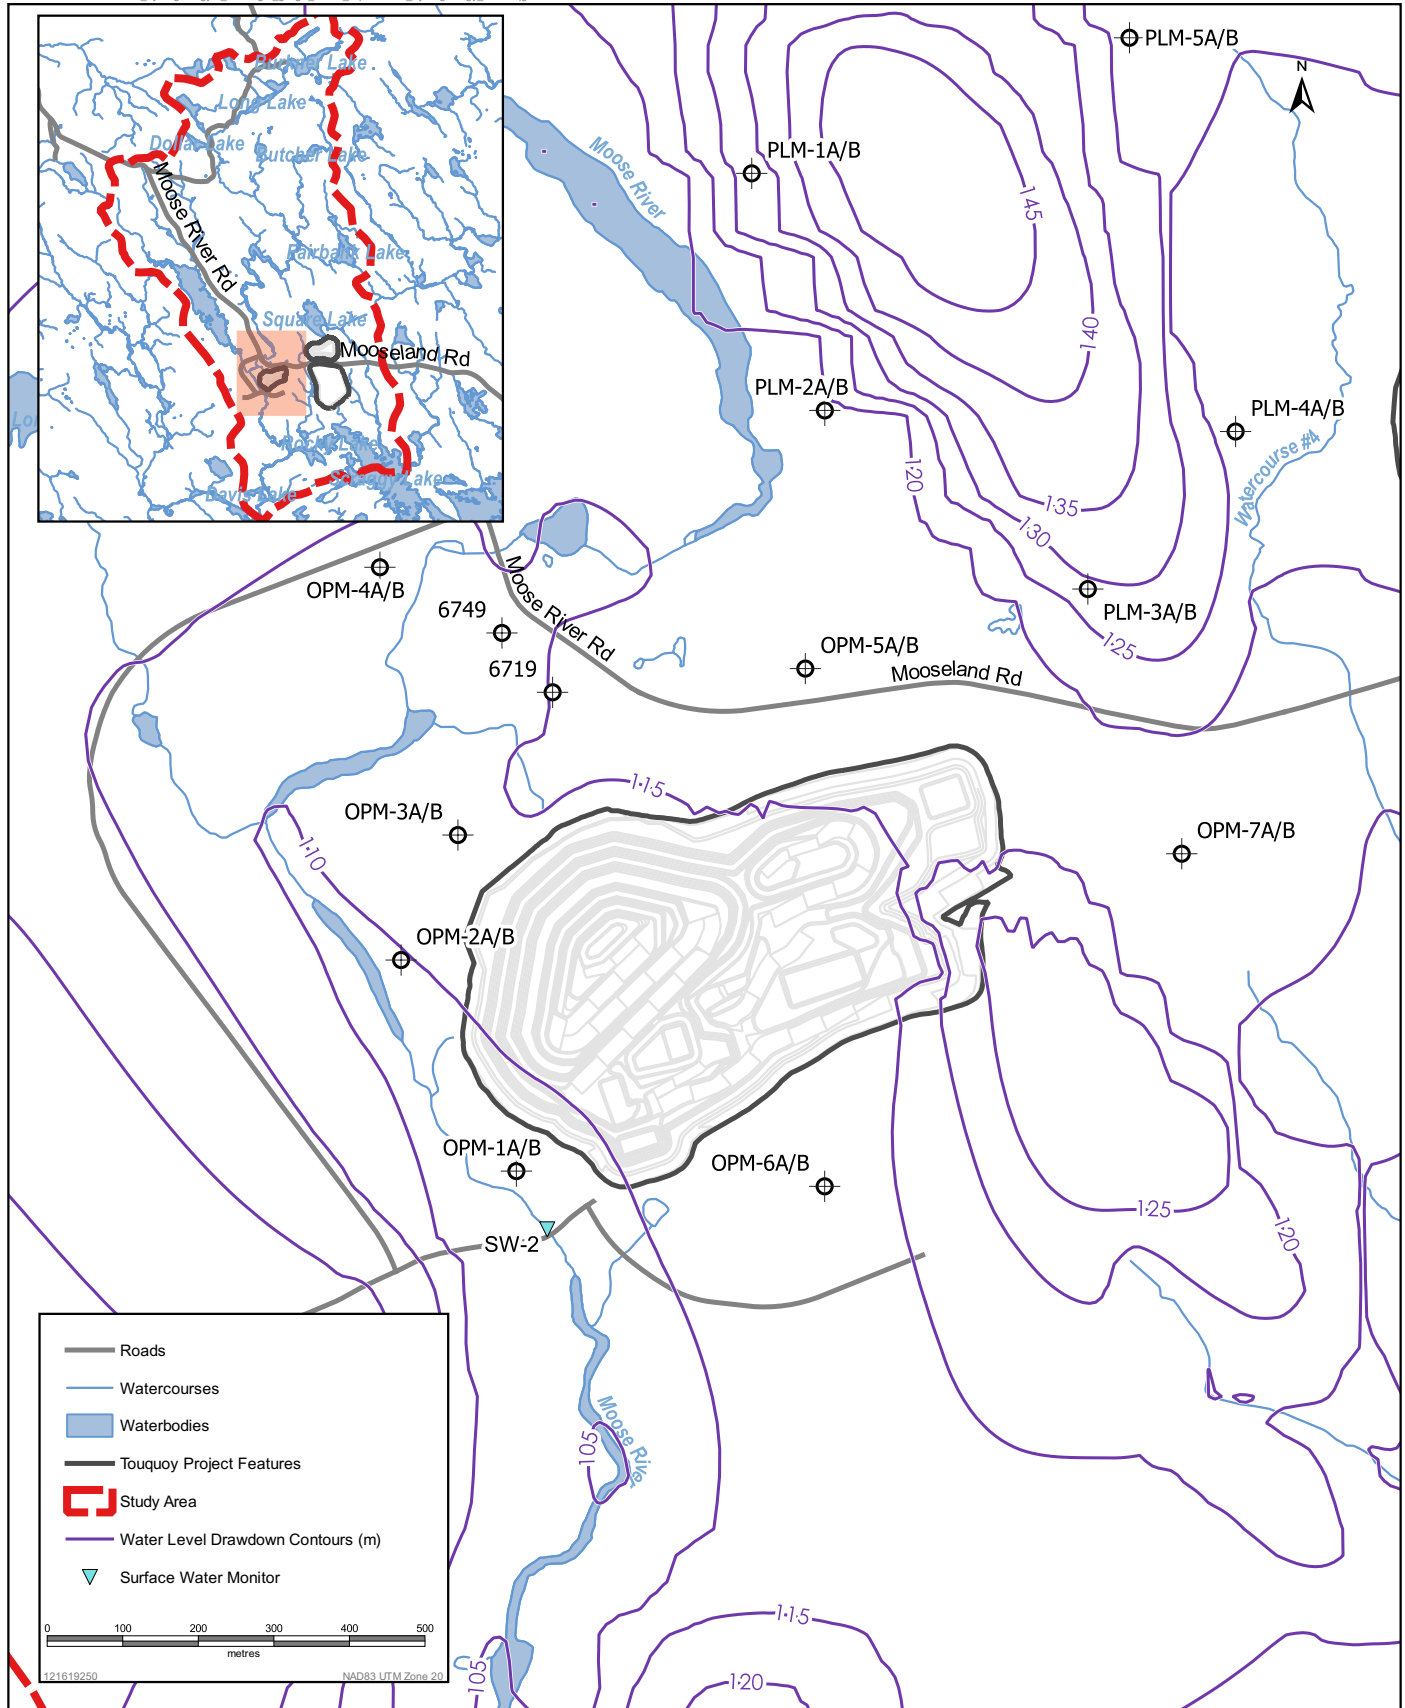 Burkner Lake
Long Lake
Dollar Lake
Butcher Lake
Moose River Rd
Fairbank Lake
Square Lake
Mooseland Rd
Rocky Lake
Scraggy Lake
Davis Lake
PLM-5A/B
N
Moose River
PLM-1A/B
145
140
PLM-2A/B
PLM-4A/B
Watercourse #4
120
135
130
OPM-4A/B
Moose River Rd
6749
PLM-3A/B
125
OPM-5A/B
6719
Mooseland Rd
115
OPM-3A/B
110
OPM-7A/B
OPM-2A/B
OPM-1A/B
OPM-6A/B
125
120
SW-2
Moose River
105
Roads
Watercourses
Waterbodies
Touquoy Project Features
Study Area
Water Level Drawdown Contours (m)
Surface Water Monitor
0 100 200 300 400 500
metres
121619250 NAD83 UTM Zone 20
115
120
105